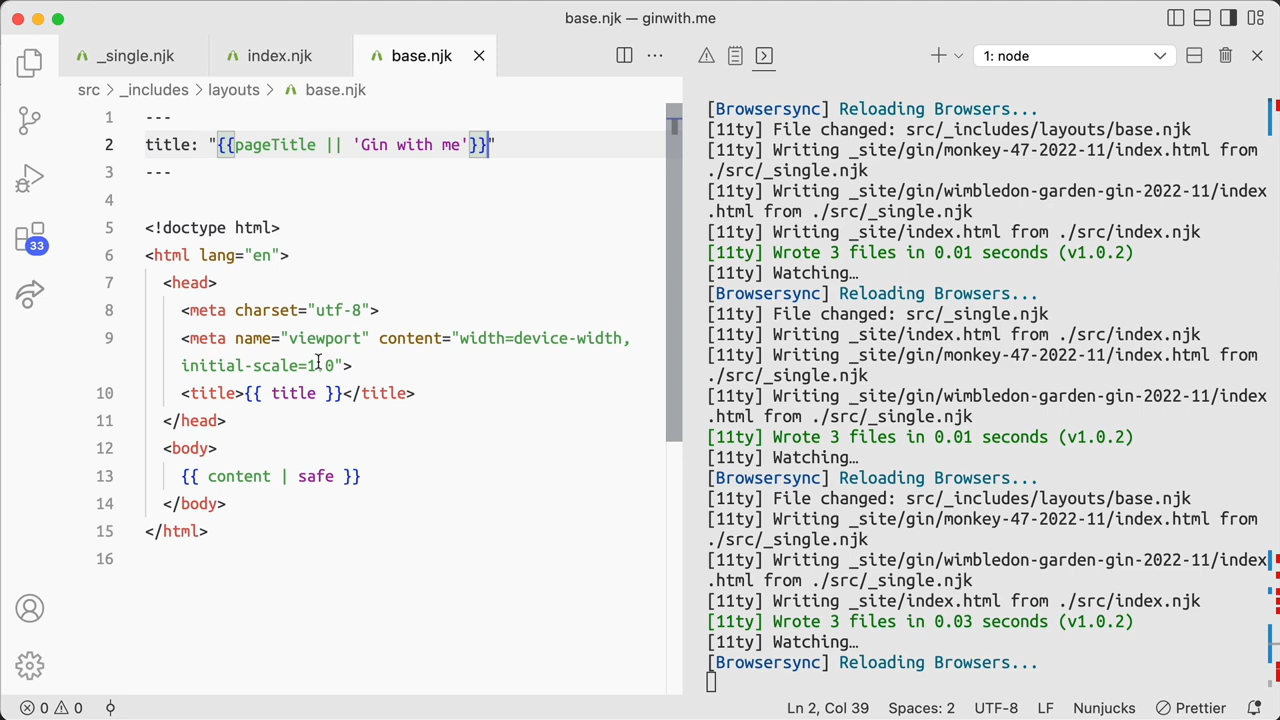 base.njk — ginwith.me
_single.njk
index.njk
base.njk
1: node
src > _includes > layouts > base.njk
1 ---
2 title: "{{pageTitle || 'Gin with me'}}"
3 ---
4
5 <!doctype html>
6 <html lang="en">
7 <head>
8 <meta charset="utf-8">
9 <meta name="viewport" content="width=device-width,
initial-scale=1.0">
10 <title>{{ title }}</title>
11 </head>
12 <body>
13 {{ content | safe }}
14 </body>
15 </html>
16
33
[Browsersync] Reloading Browsers...
[11ty] File changed: src/_includes/layouts/base.njk
[11ty] Writing _site/gin/monkey-47-2022-11/index.html from
./src/_single.njk
[11ty] Writing _site/gin/wimbledon-garden-gin-2022-11/index
.html from ./src/_single.njk
[11ty] Writing _site/index.html from ./src/index.njk
[11ty] Wrote 3 files in 0.01 seconds (v1.0.2)
[11ty] Watching…
[Browsersync] Reloading Browsers...
[11ty] File changed: src/_single.njk
[11ty] Writing _site/index.html from ./src/index.njk
[11ty] Writing _site/gin/monkey-47-2022-11/index.html from
./src/_single.njk
[11ty] Writing _site/gin/wimbledon-garden-gin-2022-11/index
.html from ./src/_single.njk
[11ty] Wrote 3 files in 0.01 seconds (v1.0.2)
[11ty] Watching…
[Browsersync] Reloading Browsers...
[11ty] File changed: src/_includes/layouts/base.njk
[11ty] Writing _site/gin/monkey-47-2022-11/index.html from
./src/_single.njk
[11ty] Writing _site/gin/wimbledon-garden-gin-2022-11/index
.html from ./src/_single.njk
[11ty] Writing _site/index.html from ./src/index.njk
[11ty] Wrote 3 files in 0.03 seconds (v1.0.2)
[11ty] Watching…
[Browsersync] Reloading Browsers...
0 0
Ln 2, Col 39
Spaces: 2
UTF-8
LF
Nunjucks
Prettier